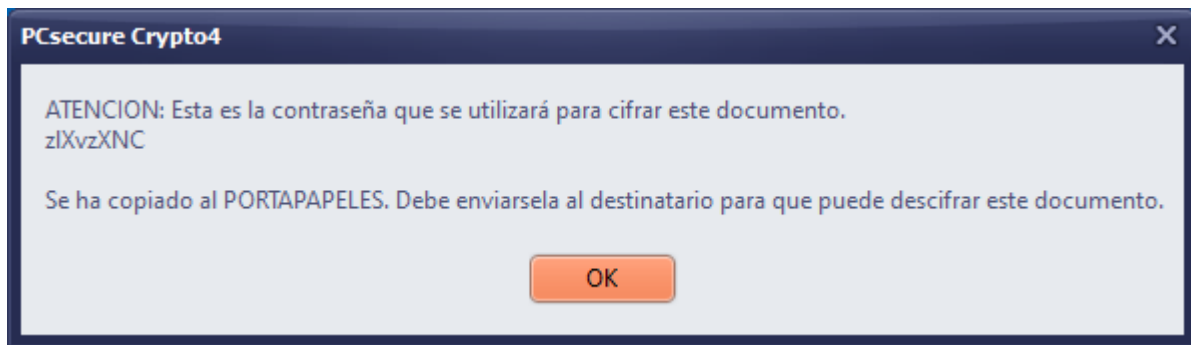 PCsecure Crypto4
ATENCION: Esta es la contraseña que se utilizará para cifrar este documento.
zIXvzXNC
Se ha copiado al PORTAPAPELES. Debe enviarsela al destinatario para que puede descifrar este documento.
OK